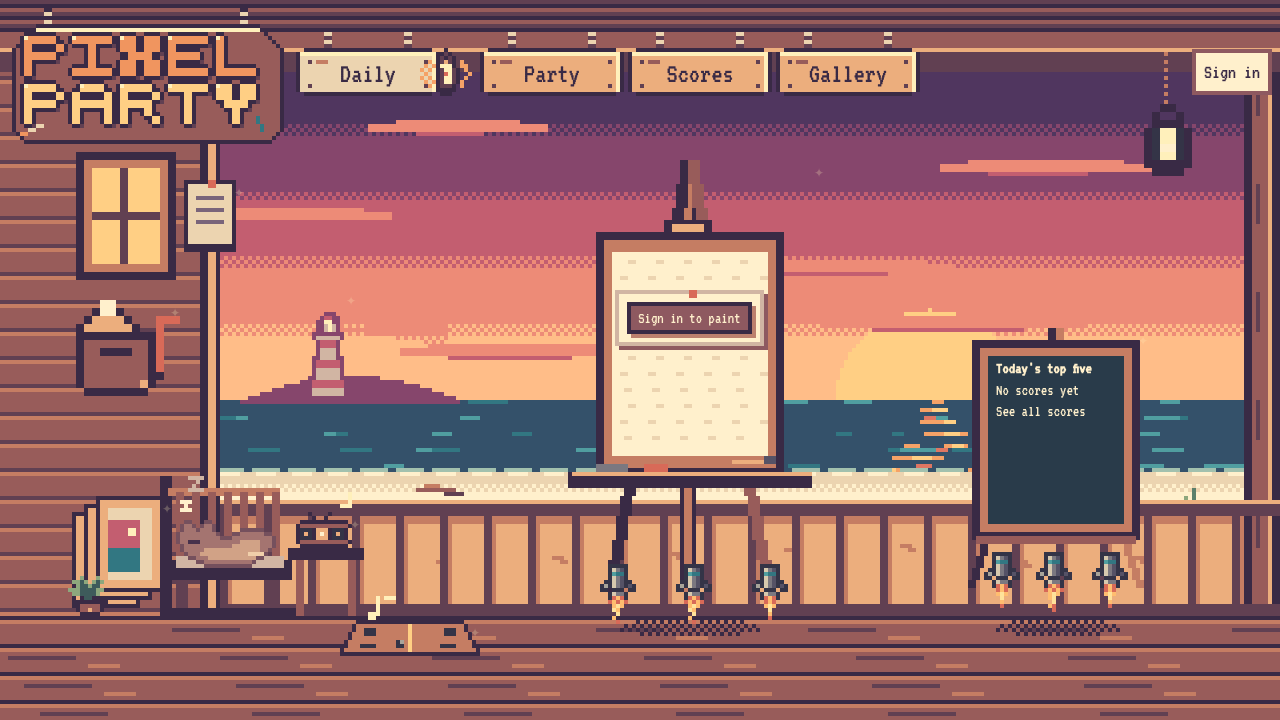 PIXEL
PARTY
Daily
Party
Scores
Gallery
Sign in
Sign in to paint
Today's top five
No scores yet
See all scores